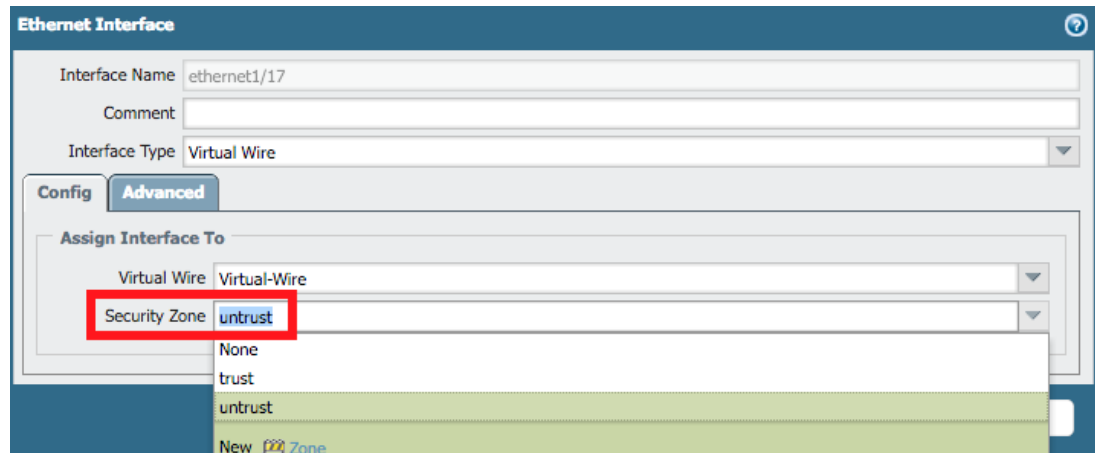 Ethernet Interface
Interface Name ethernet1/17
Comment
Interface Type Virtual Wire
Config Advanced
Assign Interface To
Virtual Wire Virtual-Wire
Security Zone untrust
None
trust
untrust
New Zone